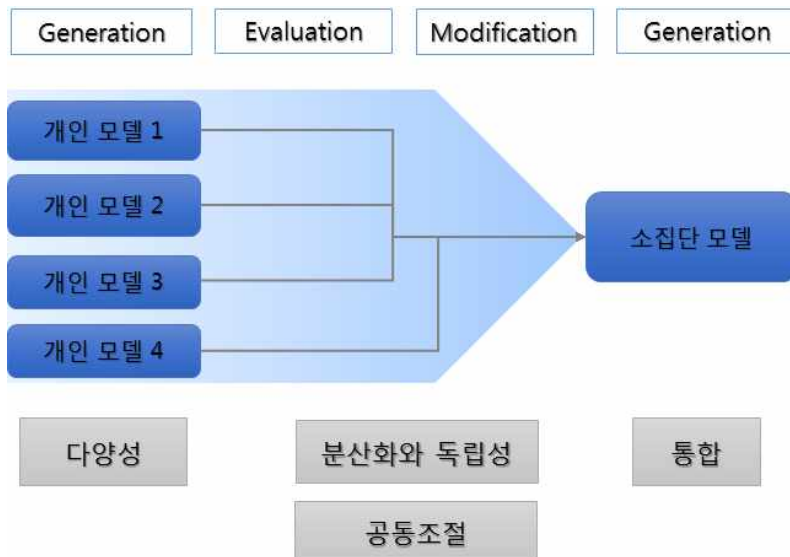 Generation
Evaluation
Modification
Generation
개인 모델 1
개인 모델 2
개인 모델 3
개인 모델 4
소집단 모델
다양성
분산화와 독립성
통합
공동조절